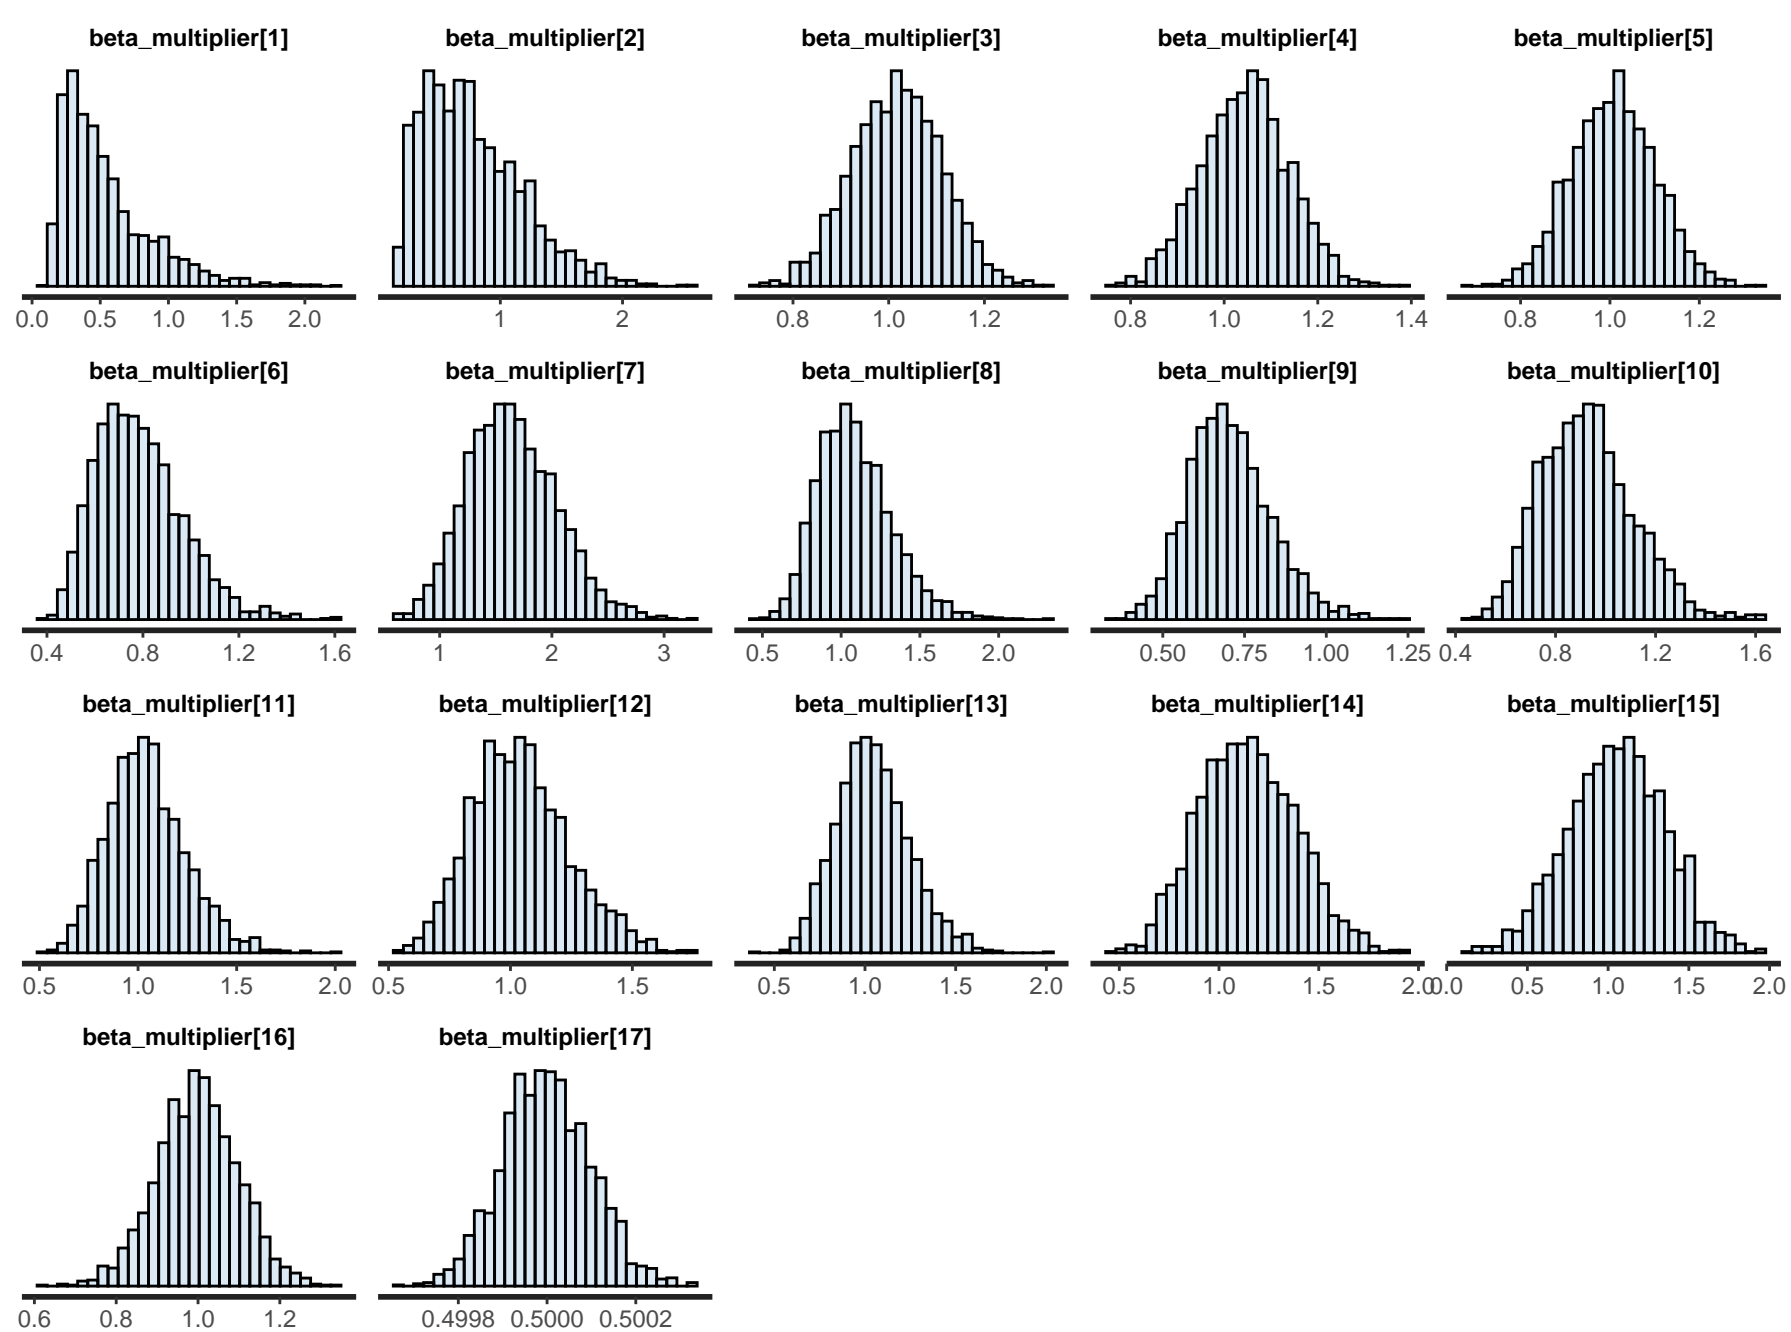 beta_multiplier[1] beta_multiplier[2] beta_multiplier[3] beta_multiplier[4] beta_multiplier[5]
0.0 0.5 1.0 1.5 2.0 1 2 0.8 1.0 1.2 0.8 1.0 1.2 1.4 0.8 1.0 1.2
beta_multiplier[6] beta_multiplier[7] beta_multiplier[8] beta_multiplier[9] beta_multiplier[10]
0.4 0.8 1.2 1.6 1 2 3 0.5 1.0 1.5 2.0 0.50 0.75 1.00 1.25 0.4 0.8 1.2 1.6
beta_multiplier[11] beta_multiplier[12] beta_multiplier[13] beta_multiplier[14] beta_multiplier[15]
0.5 1.0 1.5 2.0 0.5 1.0 1.5 0.5 1.0 1.5 2.0 0.5 1.0 1.5 2.0 0.0 0.5 1.0 1.5 2.0
beta_multiplier[16] beta_multiplier[17]
0.6 0.8 1.0 1.2 0.4998 0.5000 0.5002